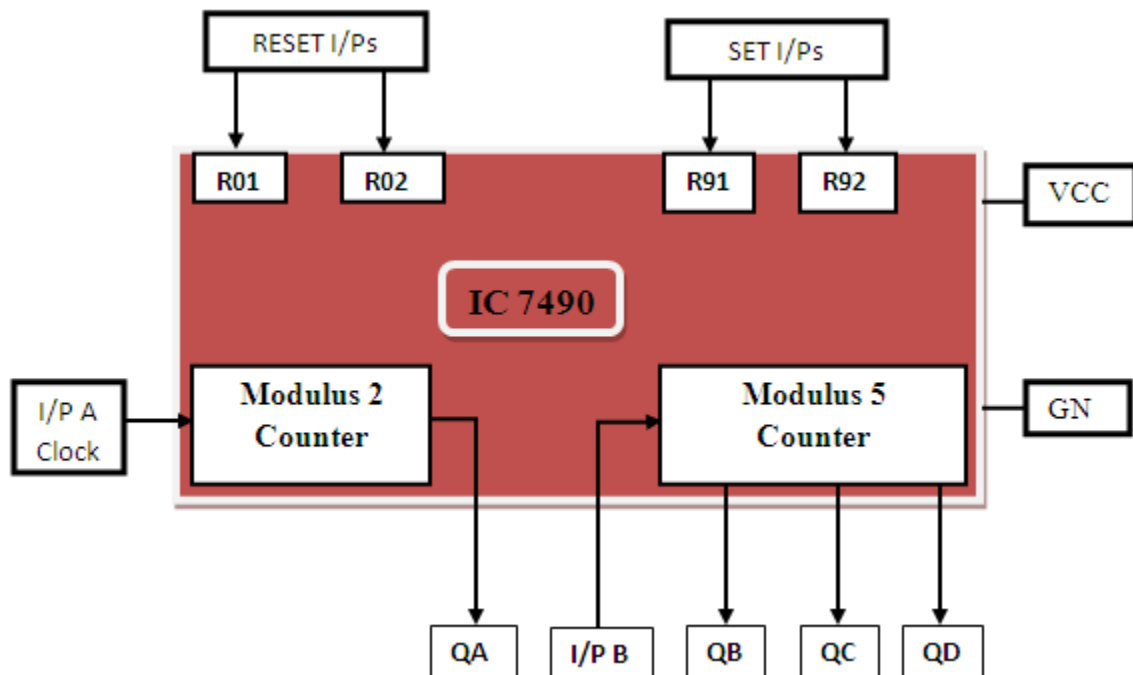 RESET I/Ps
SET I/Ps
R01
R02
R91
R92
VCC
IC 7490
I/P A
Clock
Modulus 2
Counter
Modulus 5
Counter
GN
QA
I/P B
QB
QC
QD